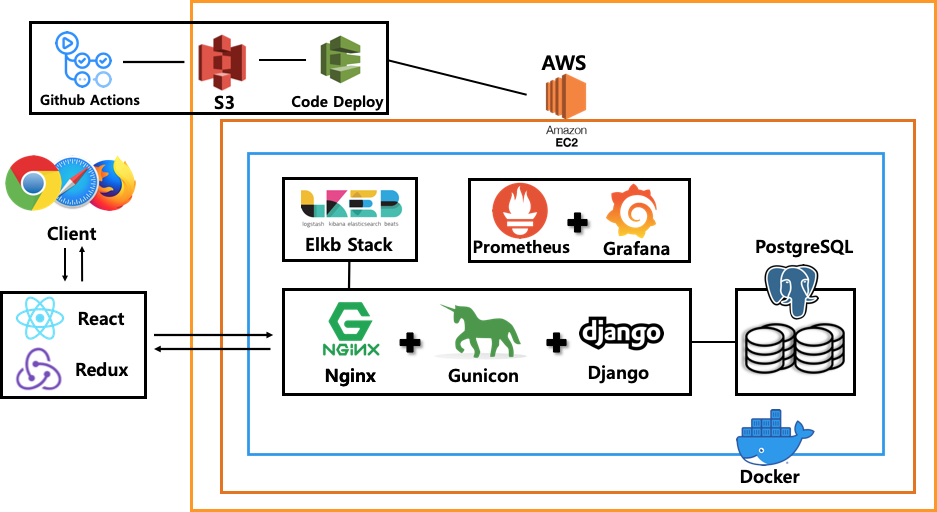 AWS
Github Actions
S3
Code Deploy
Amazon
EC2
Client
LKEB
logstash kibana elasticsearch beats
Elkb Stack
Prometheus
Grafana
PostgreSQL
React
Redux
NGINX
Nginx
Gunicon
django
Django
Docker